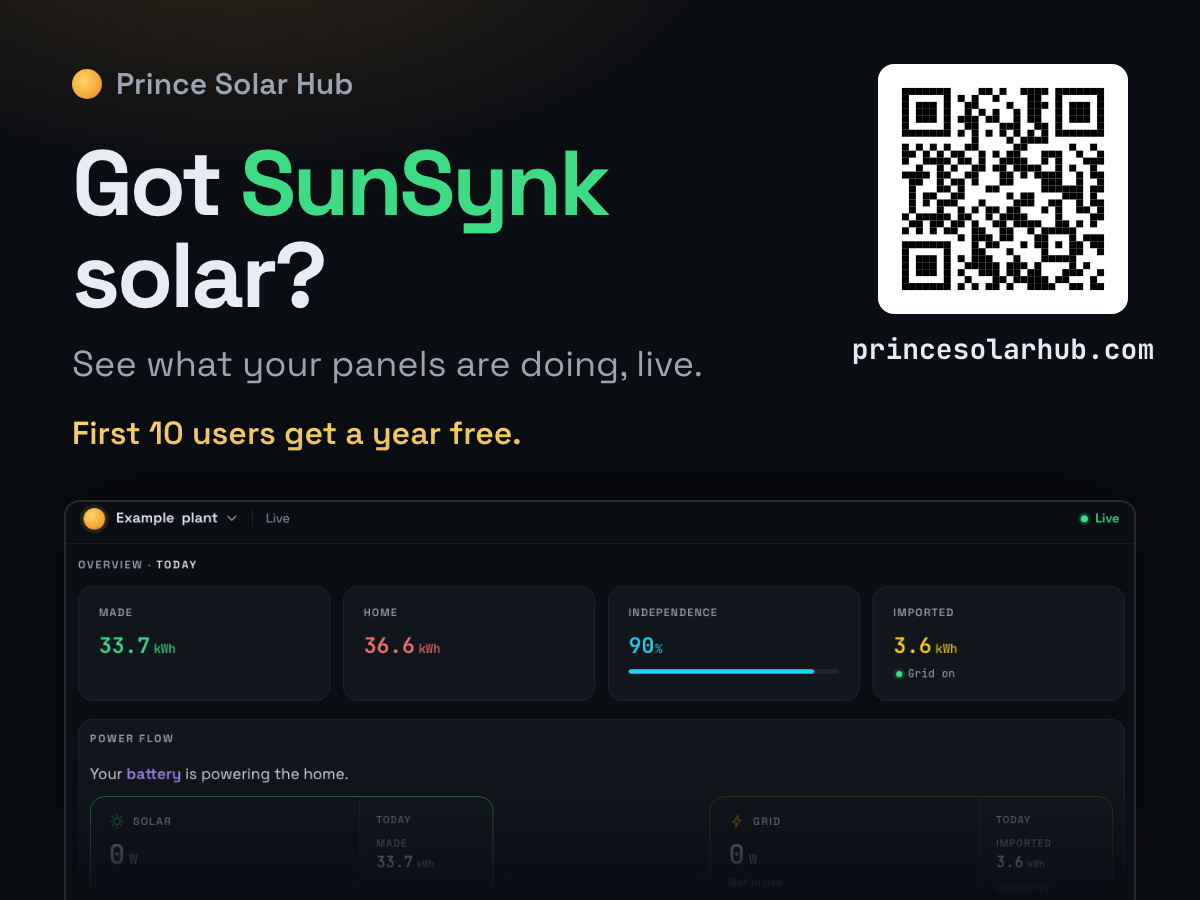 Prince Solar Hub
Got SunSynk
solar?
See what your panels are doing, live.
First 10 users get a year free.
princesolarhub.com
Example plant
Live
Live
OVERVIEW · TODAY
MADE
33.7 kWh
HOME
36.6 kWh
INDEPENDENCE
90%
IMPORTED
3.6 kWh
Grid on
POWER FLOW
Your battery is powering the home.
SOLAR
0 W
TODAY
MADE
33.7 kWh
GRID
0 W
Not in use
TODAY
IMPORTED
3.6 kWh
EXPORTED